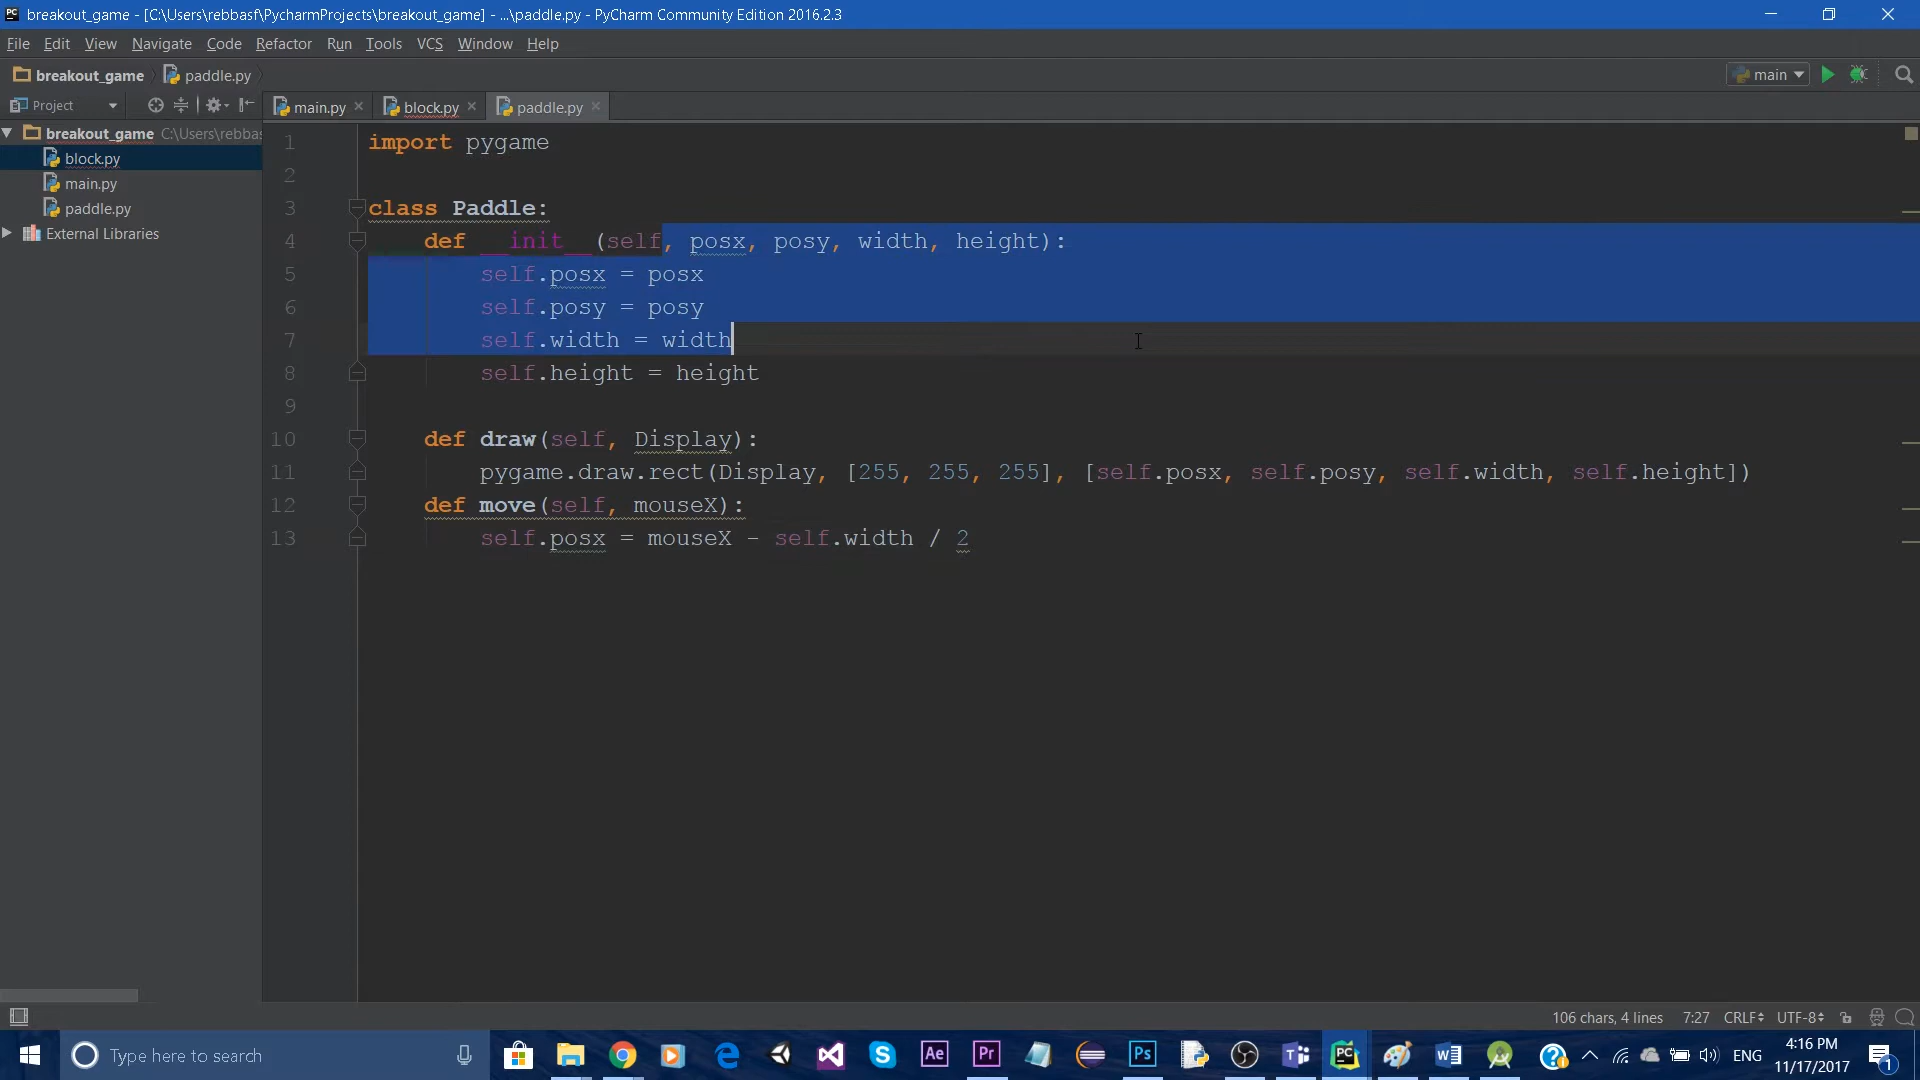 PC breakout_game - [C:\Users\rebbasf\PycharmProjects\breakout_game] - ...\paddle.py - PyCharm Community Edition 2016.2.3
File Edit View Navigate Code Refactor Run Tools VCS Window Help
breakout_game paddle.py main
Project main.py block.py paddle.py
breakout_game C:\Users\rebbas
block.py
main.py
paddle.py
External Libraries
1 import pygame
2
3 class Paddle:
4 def __init__(self, posx, posy, width, height):
5 self.posx = posx
6 self.posy = posy
7 self.width = width
8 self.height = height
9
10 def draw(self, Display):
11 pygame.draw.rect(Display, [255, 255, 255], [self.posx, self.posy, self.width, self.height])
12 def move(self, mouseX):
13 self.posx = mouseX - self.width / 2
106 chars, 4 lines 7:27 CRLF UTF-8
Type here to search Ae Pr Ps PC ENG 4:16 PM
11/17/2017 1